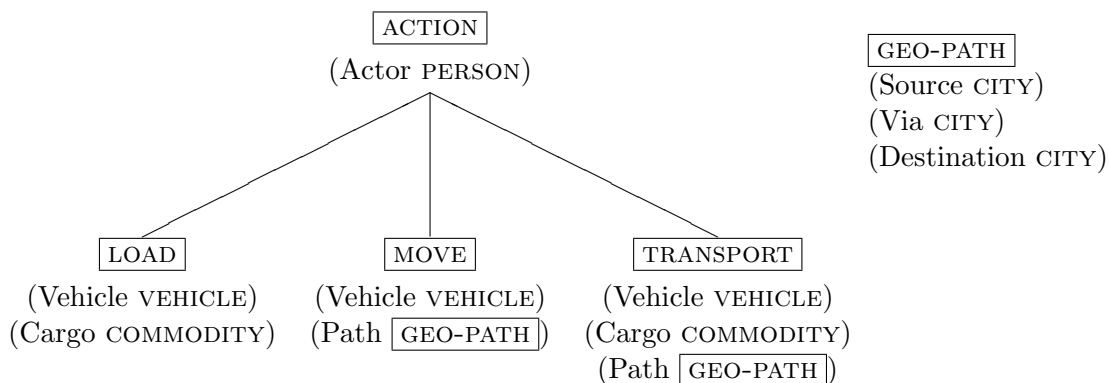 ACTION
(Actor PERSON)
GEO-PATH
(Source CITY)
(Via CITY)
(Destination CITY)
LOAD
(Vehicle VEHICLE)
(Cargo COMMODITY)
MOVE
(Vehicle VEHICLE)
(Path GEO-PATH)
TRANSPORT
(Vehicle VEHICLE)
(Cargo COMMODITY)
(Path GEO-PATH)